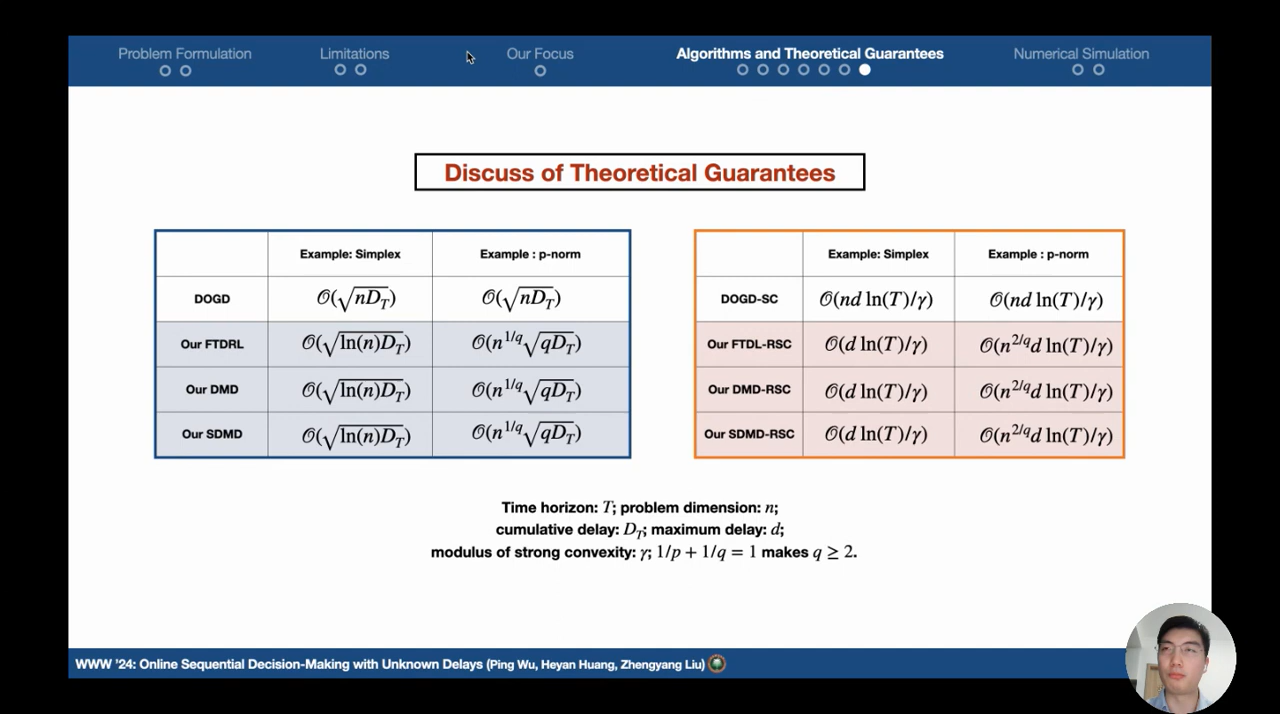 Problem Formulation Limitations Our Focus Algorithms and Theoretical Guarantees Numerical Simulation
Discuss of Theoretical Guarantees
Example: Simplex Example : p-norm
DOGD 𝒪(√(nD_T)) 𝒪(√(nD_T))
Our FTDRL 𝒪(√(ln(n)D_T)) 𝒪(n^{1/q}√(qD_T))
Our DMD 𝒪(√(ln(n)D_T)) 𝒪(n^{1/q}√(qD_T))
Our SDMD 𝒪(√(ln(n)D_T)) 𝒪(n^{1/q}√(qD_T))
Example: Simplex Example : p-norm
DOGD-SC 𝒪(nd ln(T)/γ) 𝒪(nd ln(T)/γ)
Our FTDL-RSC 𝒪(d ln(T)/γ) 𝒪(n^{2/q}d ln(T)/γ)
Our DMD-RSC 𝒪(d ln(T)/γ) 𝒪(n^{2/q}d ln(T)/γ)
Our SDMD-RSC 𝒪(d ln(T)/γ) 𝒪(n^{2/q}d ln(T)/γ)
Time horizon: T; problem dimension: n;
cumulative delay: D_T; maximum delay: d;
modulus of strong convexity: γ; 1/p + 1/q = 1 makes q ≥ 2.
WWW '24: Online Sequential Decision-Making with Unknown Delays (Ping Wu, Heyan Huang, Zhengyang Liu)